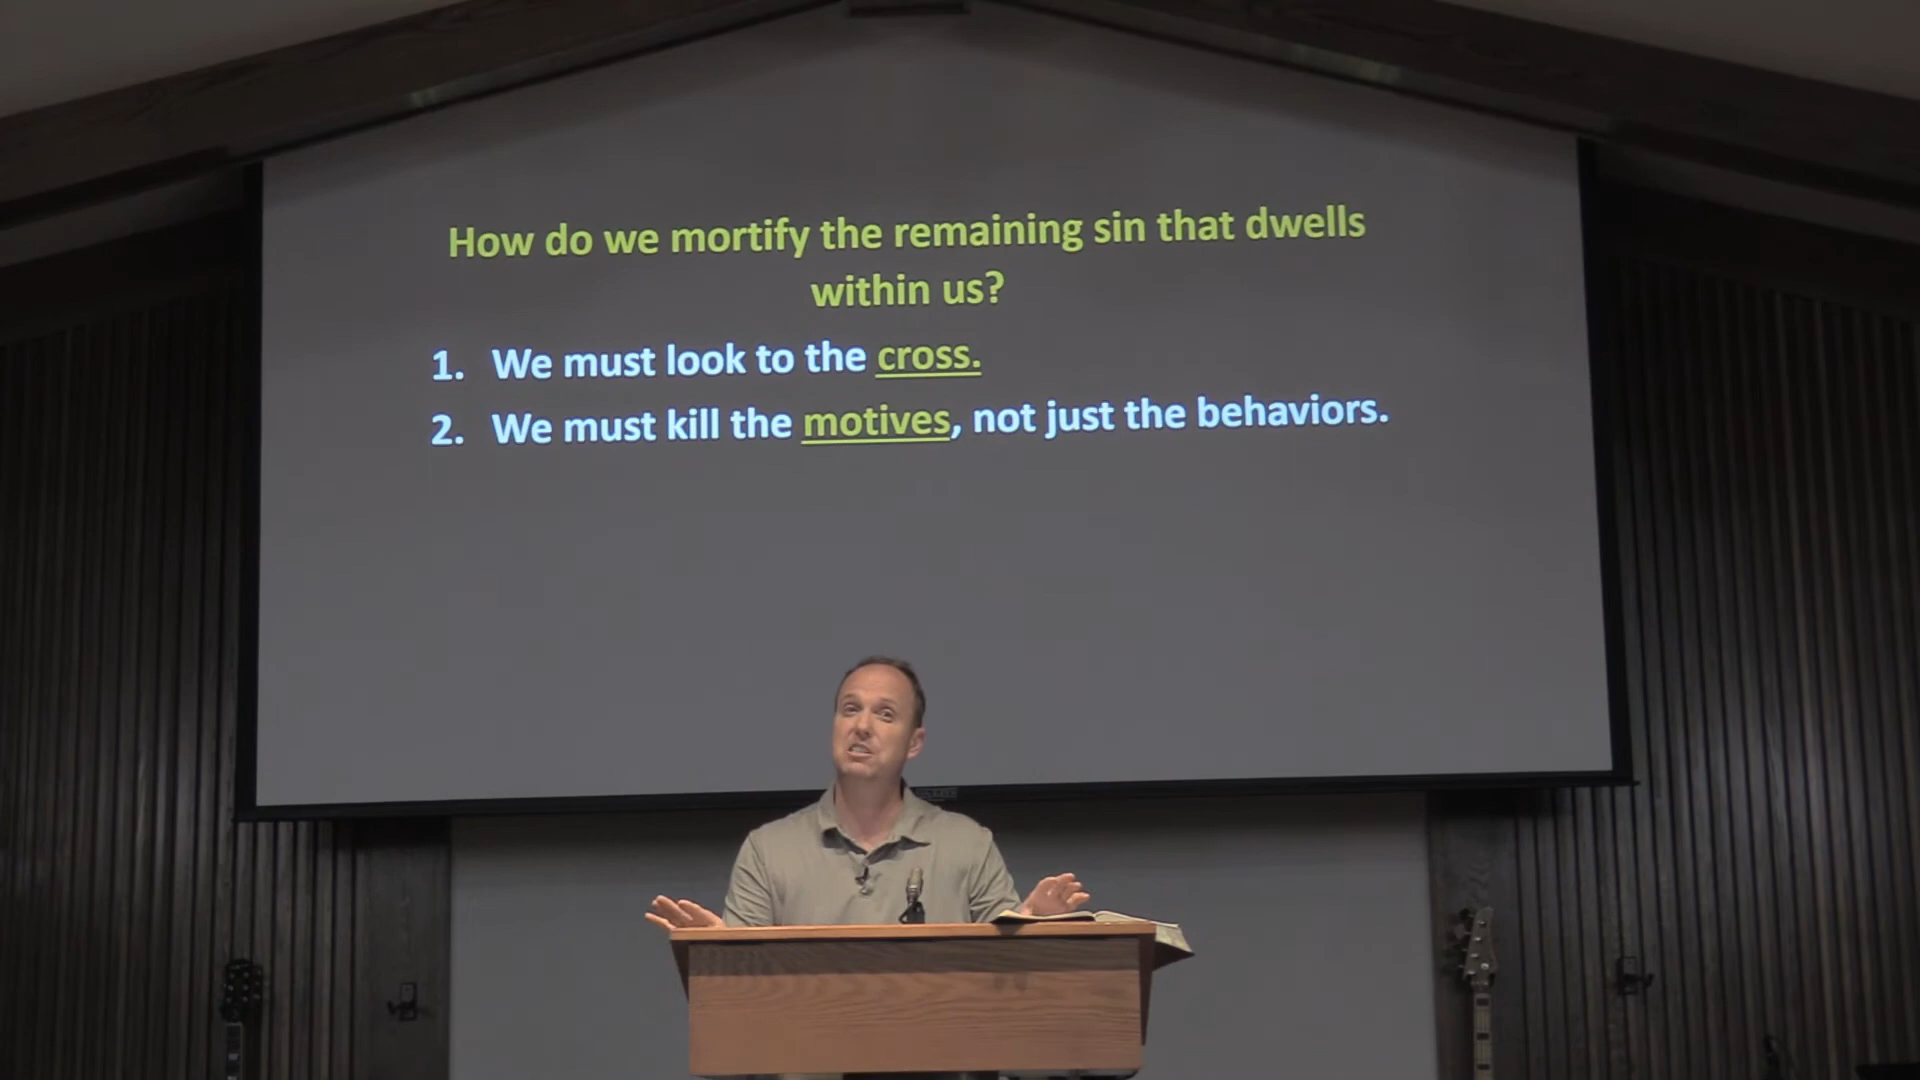 How do we mortify the remaining sin that dwells
within us?
1. We must look to the cross.
2. We must kill the motives, not just the behaviors.